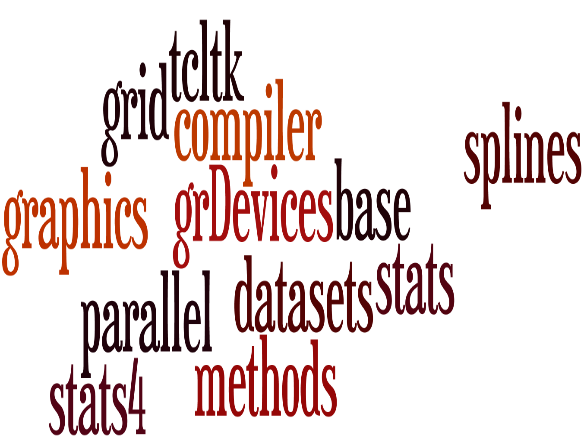 tcltk
grid
compiler
splines
graphics
grDevices
base
datasets
stats
parallel
methods
stats4